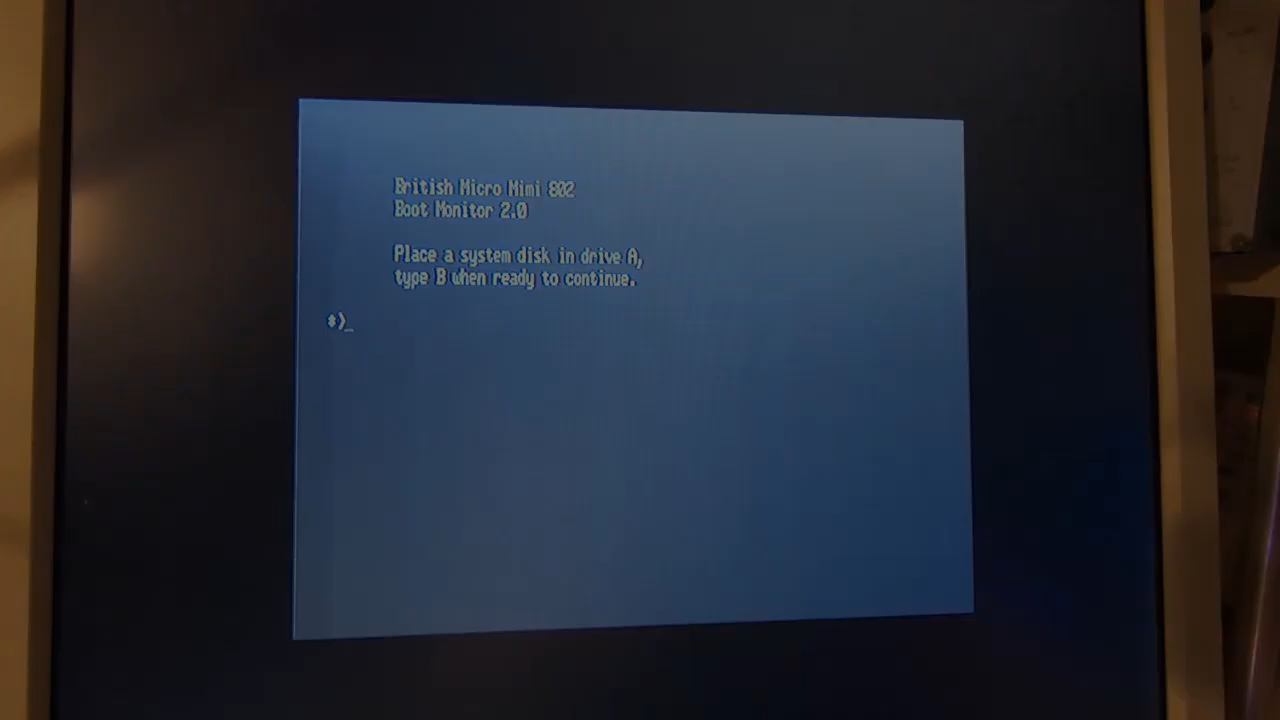 British Micro Mimi 802
Boot Monitor 2.0
Place a system disk in drive A,
type B when ready to continue.
*>_